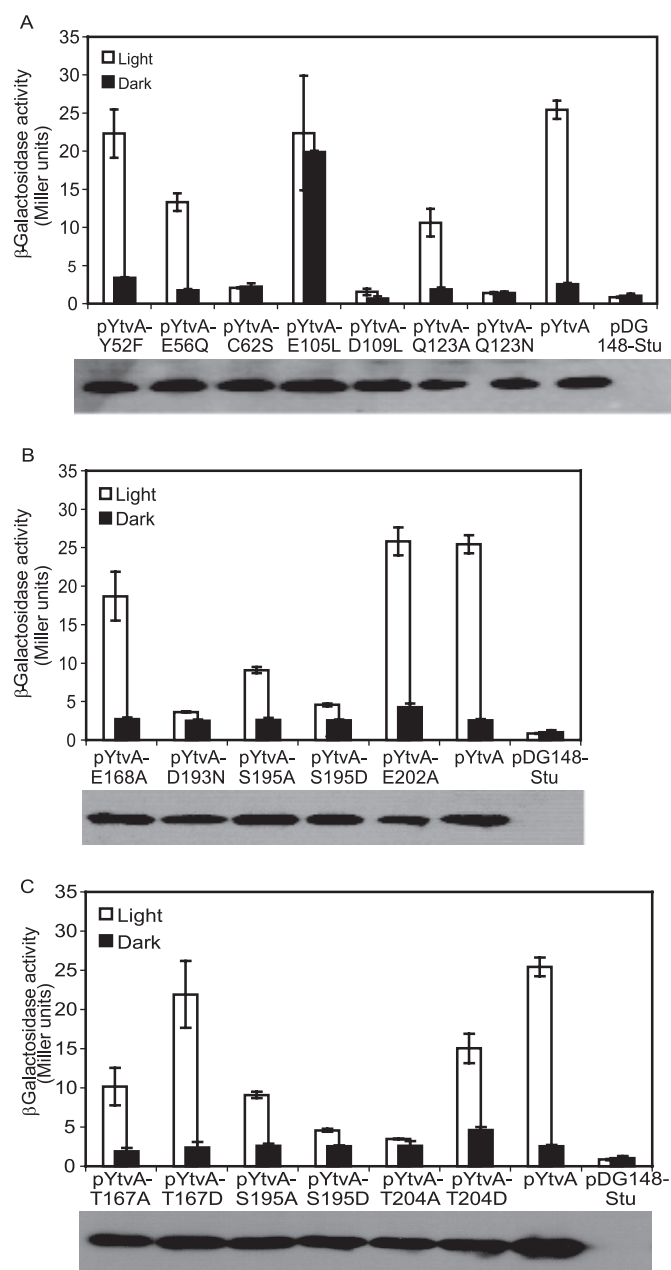 A
35
30
25
20
15
10
5
0
β-Galactosidase activity
(Miller units)
Light
Dark
pYtvA- pYtvA- pYtvA- pYtvA- pYtvA- pYtvA- pYtvA- pYtvA pDG
Y52F E56Q C62S E105L D109L Q123A Q123N 148-Stu
B
35
30
25
20
15
10
5
0
β-Galactosidase activity
(Miller units)
Light
Dark
pYtvA- pYtvA- pYtvA- pYtvA- pYtvA- pYtvA pDG148-
E168A D193N S195A S195D E202A Stu
C
35
30
25
20
15
10
5
0
βGalactosidase activity
(Miller units)
Light
Dark
pYtvA- pYtvA- pYtvA- pYtvA- pYtvA- pYtvA- pYtvA pDG148-
T167A T167D S195A S195D T204A T204D Stu